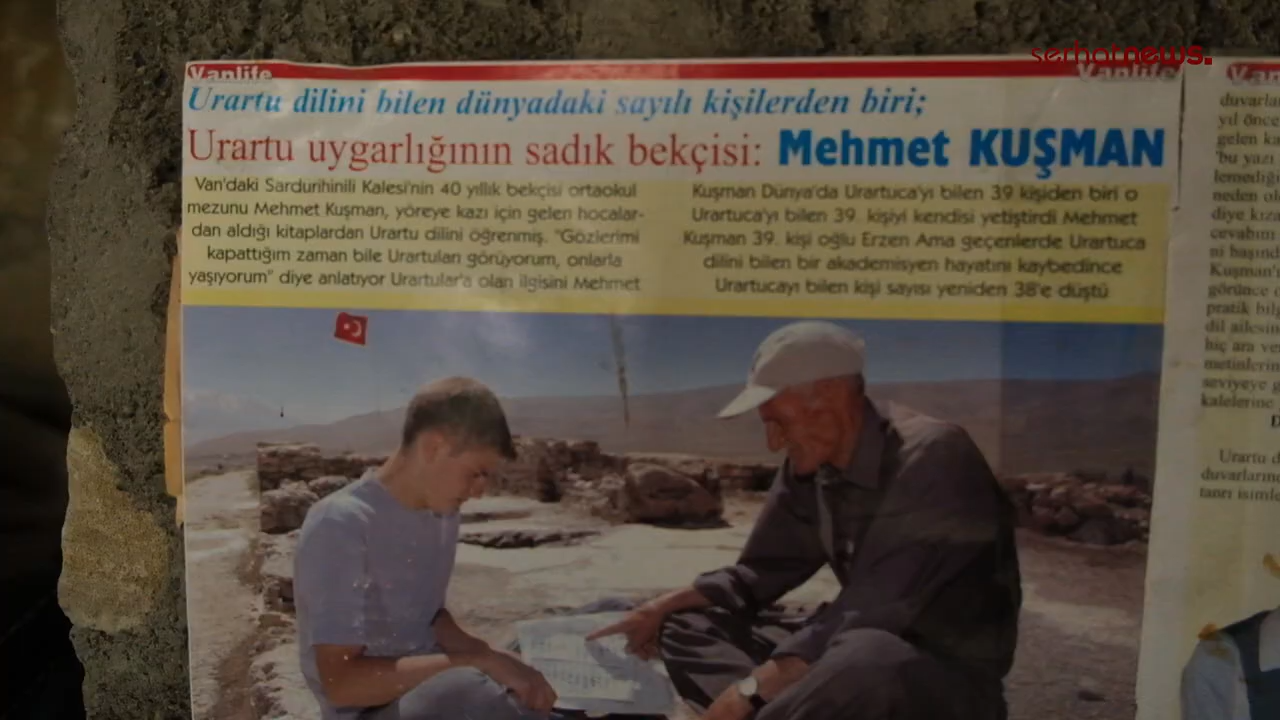 serhatnews.
Vanlife
Vanlife
Urartu dilini bilen dünyadaki sayılı kişilerden biri;
Urartu uygarlığının sadık bekçisi: Mehmet KUŞMAN
Van'daki Sardurihinili Kalesi'nin 40 yıllık bekçisi ortaokul
mezunu Mehmet Kuşman, yöreye kazı için gelen hocalar-
dan aldığı kitaplardan Urartu dilini öğrenmiş. "Gözlerimi
kapattığım zaman bile Urartuları görüyorum, onlarla
yaşıyorum" diye anlatıyor Urartular'a olan ilgisini Mehmet
Kuşman Dünya'da Urartuca'yı bilen 39 kişiden biri o
Urartuca'yı bilen 39. kişiyi kendisi yetiştirdi Mehmet
Kuşman 39. kişi oğlu Erzen Ama geçenlerde Urartuca
dilini bilen bir akademisyen hayatını kaybedince
Urartucayı bilen kişi sayısı yeniden 38'e düştü
Van
duvarla
yıl önce
gelen ka
'bu yazı
lemediği
neden ol
diye kız
cevabım
ni başınd
Kuşman'ı
görünce
pratik bilg
dil ailesin
hiç ara ve
metinlerin
seviyeye
kalelerine
Urartu d
duvarların
tanrı isimle